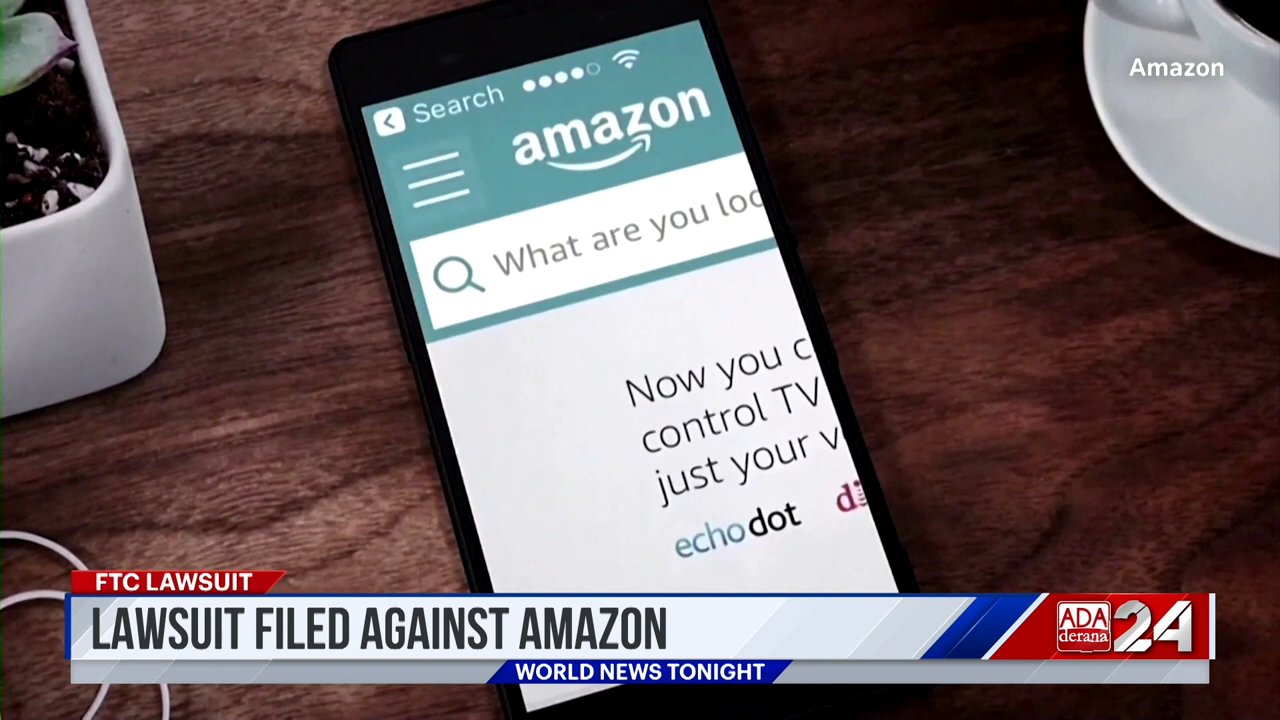 Amazon
Search
amazon
What are you loc
Now you c
control TV
just your v
echo dot
FTC LAWSUIT
LAWSUIT FILED AGAINST AMAZON
ADA
derana
24
WORLD NEWS TONIGHT